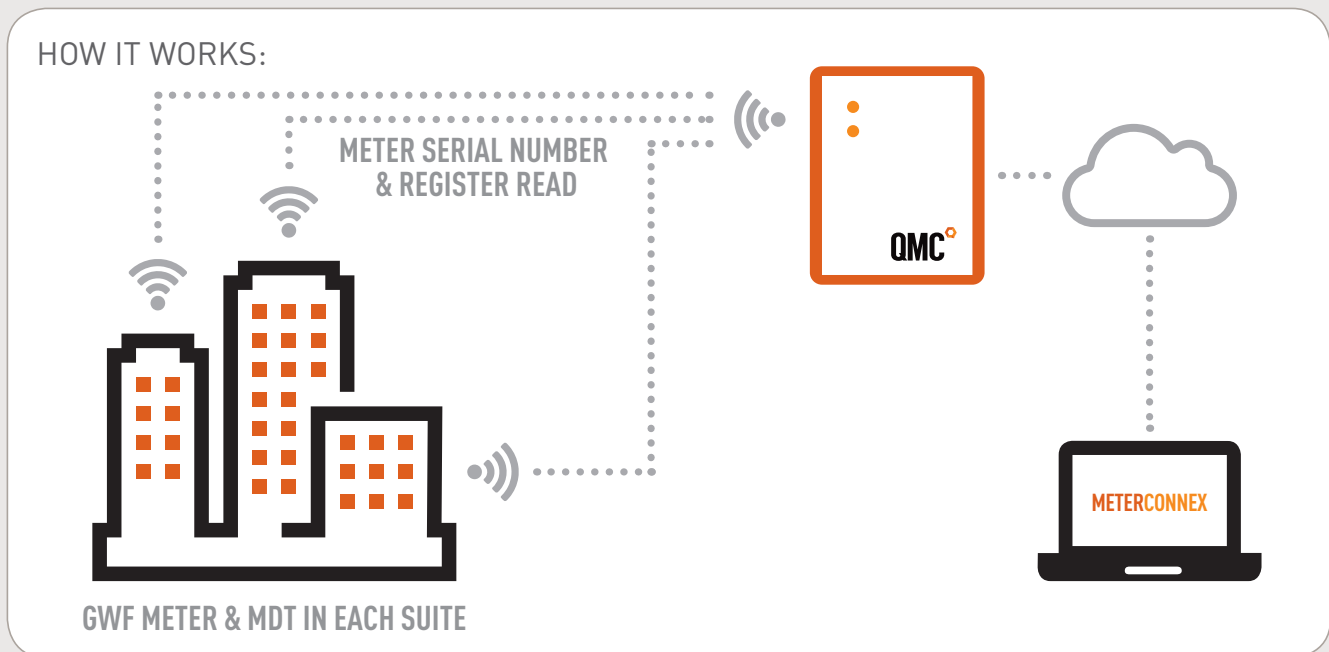 HOW IT WORKS:
METER SERIAL NUMBER
& REGISTER READ
QMC
METERCONNEX
GWF METER & MDT IN EACH SUITE